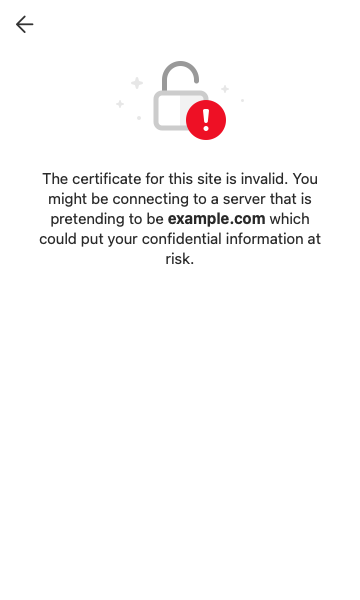 The certificate for this site is invalid. You
might be connecting to a server that is
pretending to be example.com which
could put your confidential information at
risk.